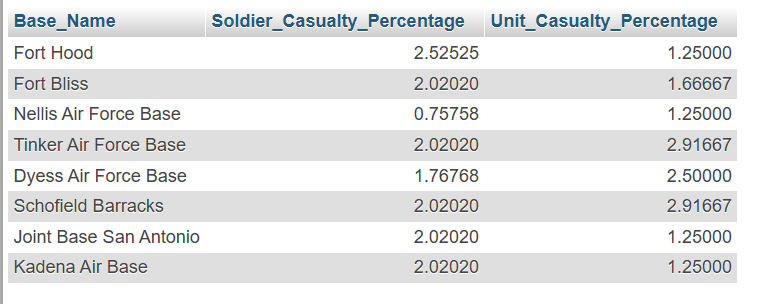 Base_Name Soldier_Casualty_Percentage Unit_Casualty_Percentage
Fort Hood 2.52525 1.25000
Fort Bliss 2.02020 1.66667
Nellis Air Force Base 0.75758 1.25000
Tinker Air Force Base 2.02020 2.91667
Dyess Air Force Base 1.76768 2.50000
Schofield Barracks 2.02020 2.91667
Joint Base San Antonio 2.02020 1.25000
Kadena Air Base 2.02020 1.25000